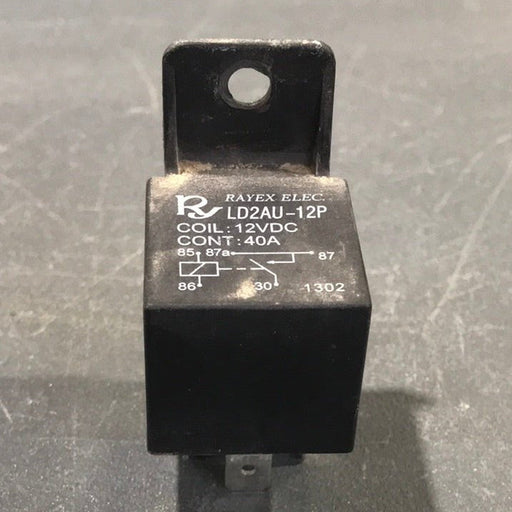 RAYEX ELEC.
LD2AU-12P
COIL:12VDC
CONT:40A
85 87a 87
86 30 1302